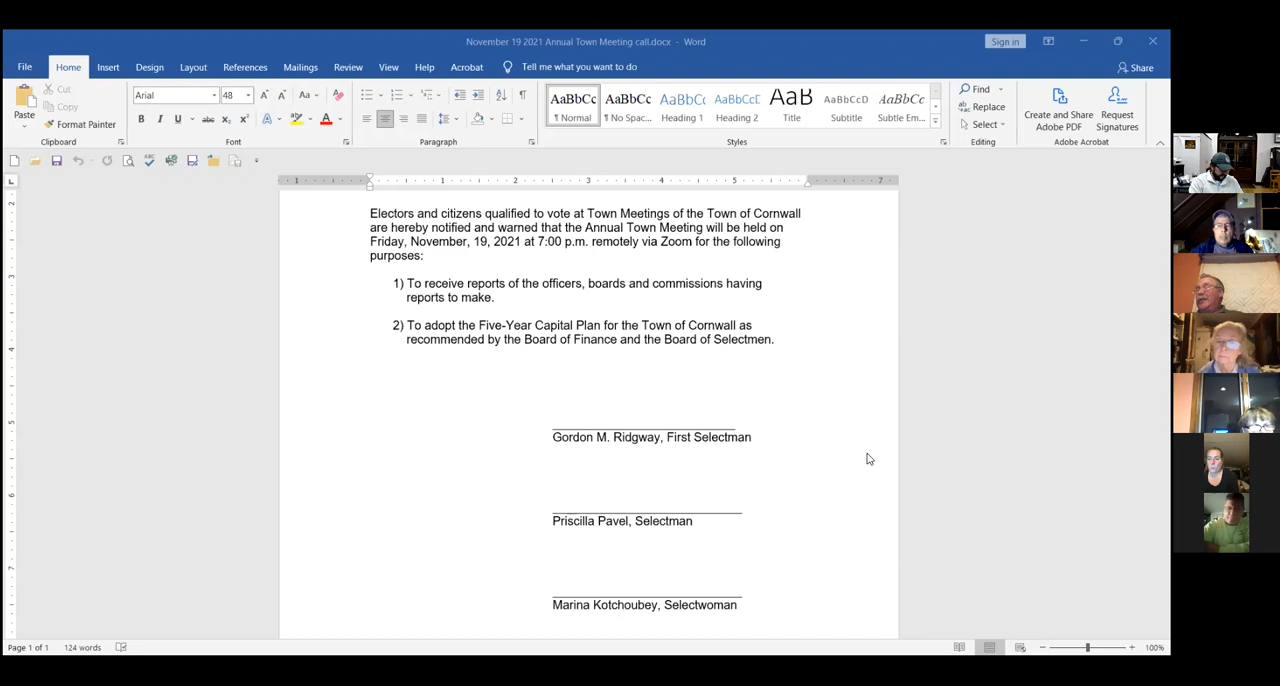 November 19 2021 Annual Town Meeting call.docx - Word
Sign in
File
Home
Insert
Design
Layout
References
Mailings
Review
View
Help
Acrobat
Tell me what you want to do
Share
Paste
Cut
Copy
Format Painter
Clipboard
Arial
48
Font
Paragraph
AaBbCc
AaBbCc
AaBbCc
AaBbCcD
AaB
AaBbCcD
AaBbCcD
¶ Normal
¶ No Spac...
Heading 1
Heading 2
Title
Subtitle
Subtle Em...
Styles
Find
Replace
Select
Editing
Create and Share
Adobe PDF
Request
Signatures
Adobe Acrobat
Electors and citizens qualified to vote at Town Meetings of the Town of Cornwall
are hereby notified and warned that the Annual Town Meeting will be held on
Friday, November, 19, 2021 at 7:00 p.m. remotely via Zoom for the following
purposes:
1) To receive reports of the officers, boards and commissions having
reports to make.
2) To adopt the Five-Year Capital Plan for the Town of Cornwall as
recommended by the Board of Finance and the Board of Selectmen.
Gordon M. Ridgway, First Selectman
Priscilla Pavel, Selectman
Marina Kotchoubey, Selectwoman
Page 1 of 1
124 words
100%